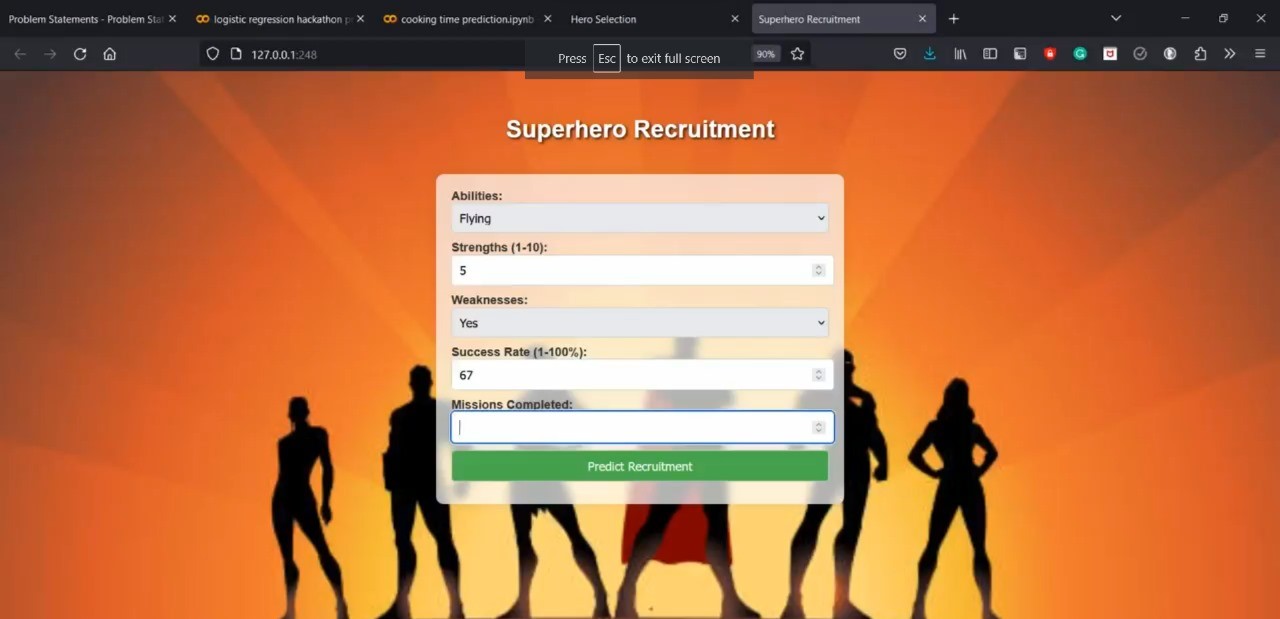 Problem Statements - Problem Stat
logistic regression hackathon p
cooking time prediction.ipynb
Hero Selection
Superhero Recruitment
127.0.0.1:248
Press Esc to exit full screen
90%
Superhero Recruitment
Abilities:
Flying
Strengths (1-10):
5
Weaknesses:
Yes
Success Rate (1-100%):
67
Missions Completed:
Predict Recruitment